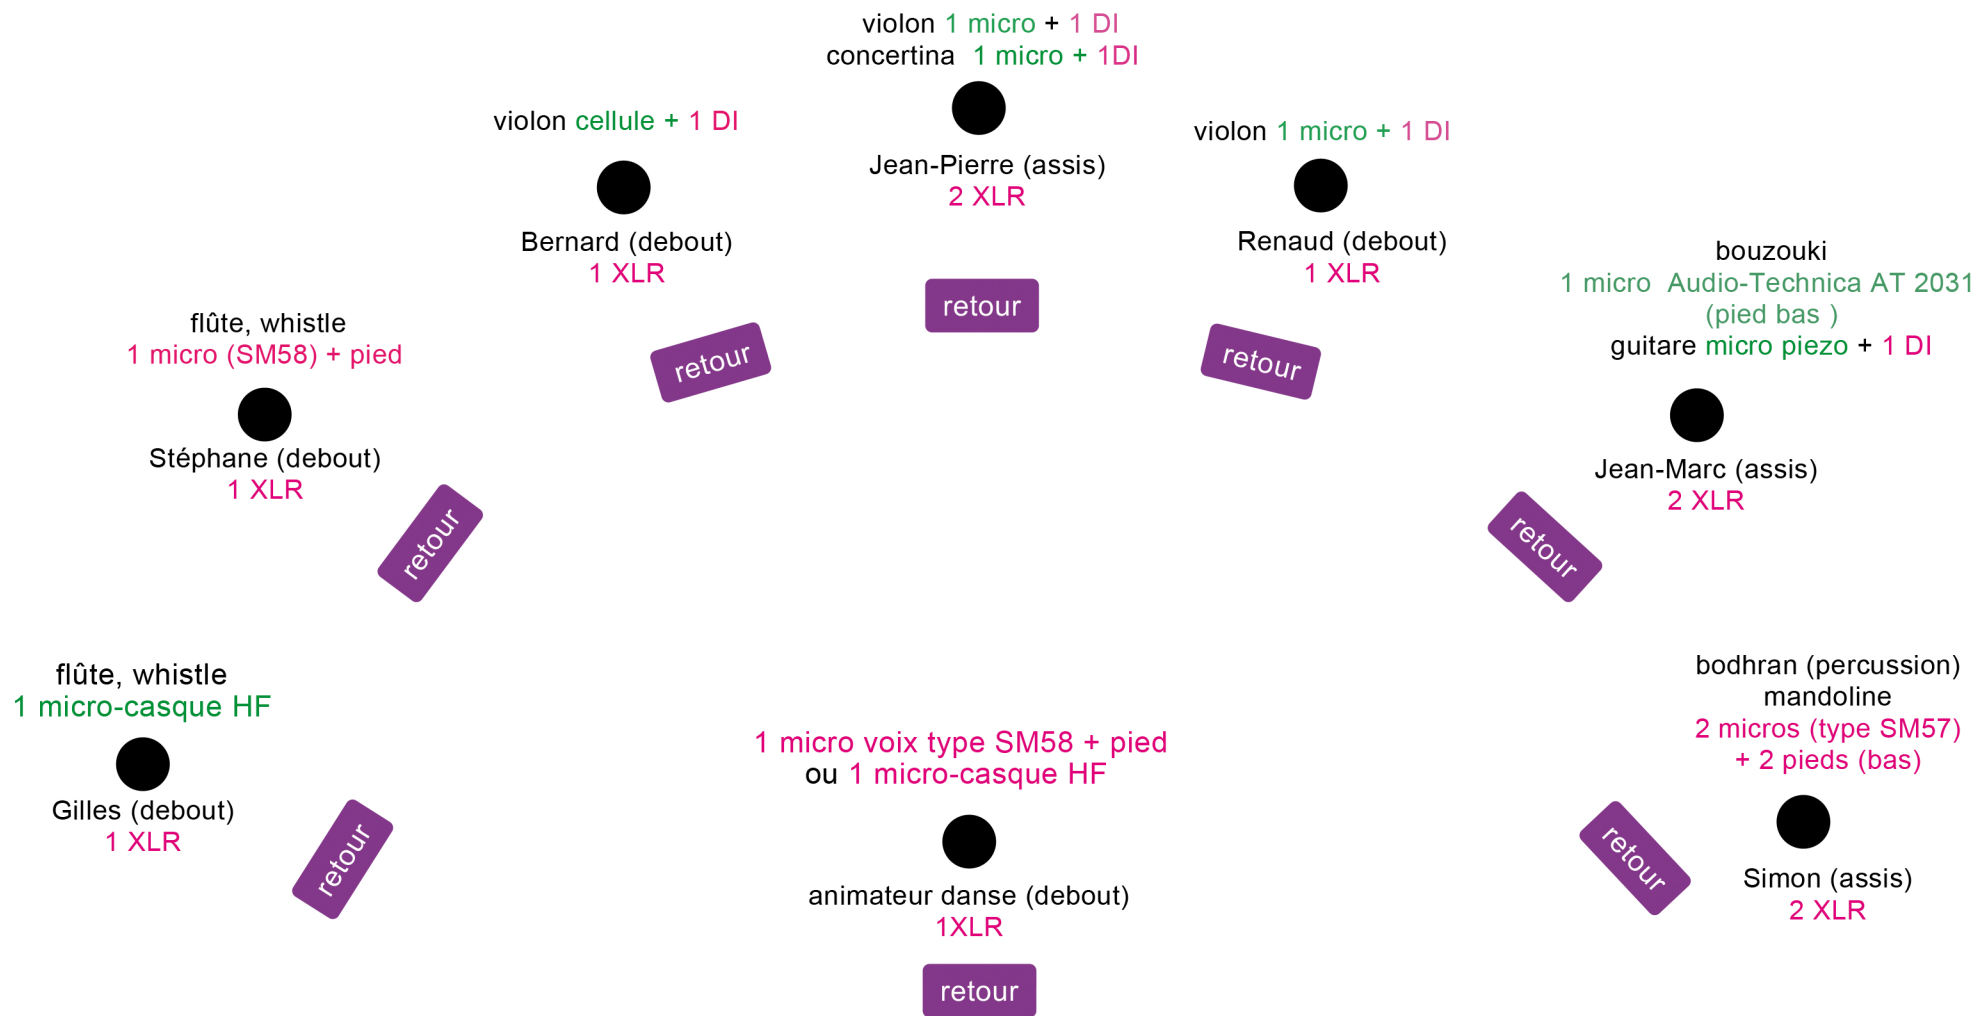 violon 1 micro + 1 DI
concertina 1 micro + 1DI
Jean-Pierre (assis)
2 XLR
retour
violon cellule + 1 DI
Bernard (debout)
1 XLR
retour
violon 1 micro + 1 DI
Renaud (debout)
1 XLR
retour
bouzouki
1 micro Audio-Technica AT 2031
(pied bas )
guitare micro piezo + 1 DI
Jean-Marc (assis)
2 XLR
retour
flûte, whistle
1 micro (SM58) + pied
Stéphane (debout)
1 XLR
retour
flûte, whistle
1 micro-casque HF
Gilles (debout)
1 XLR
retour
1 micro voix type SM58 + pied
ou 1 micro-casque HF
animateur danse (debout)
1XLR
retour
bodhran (percussion)
mandoline
2 micros (type SM57)
+ 2 pieds (bas)
Simon (assis)
2 XLR
retour